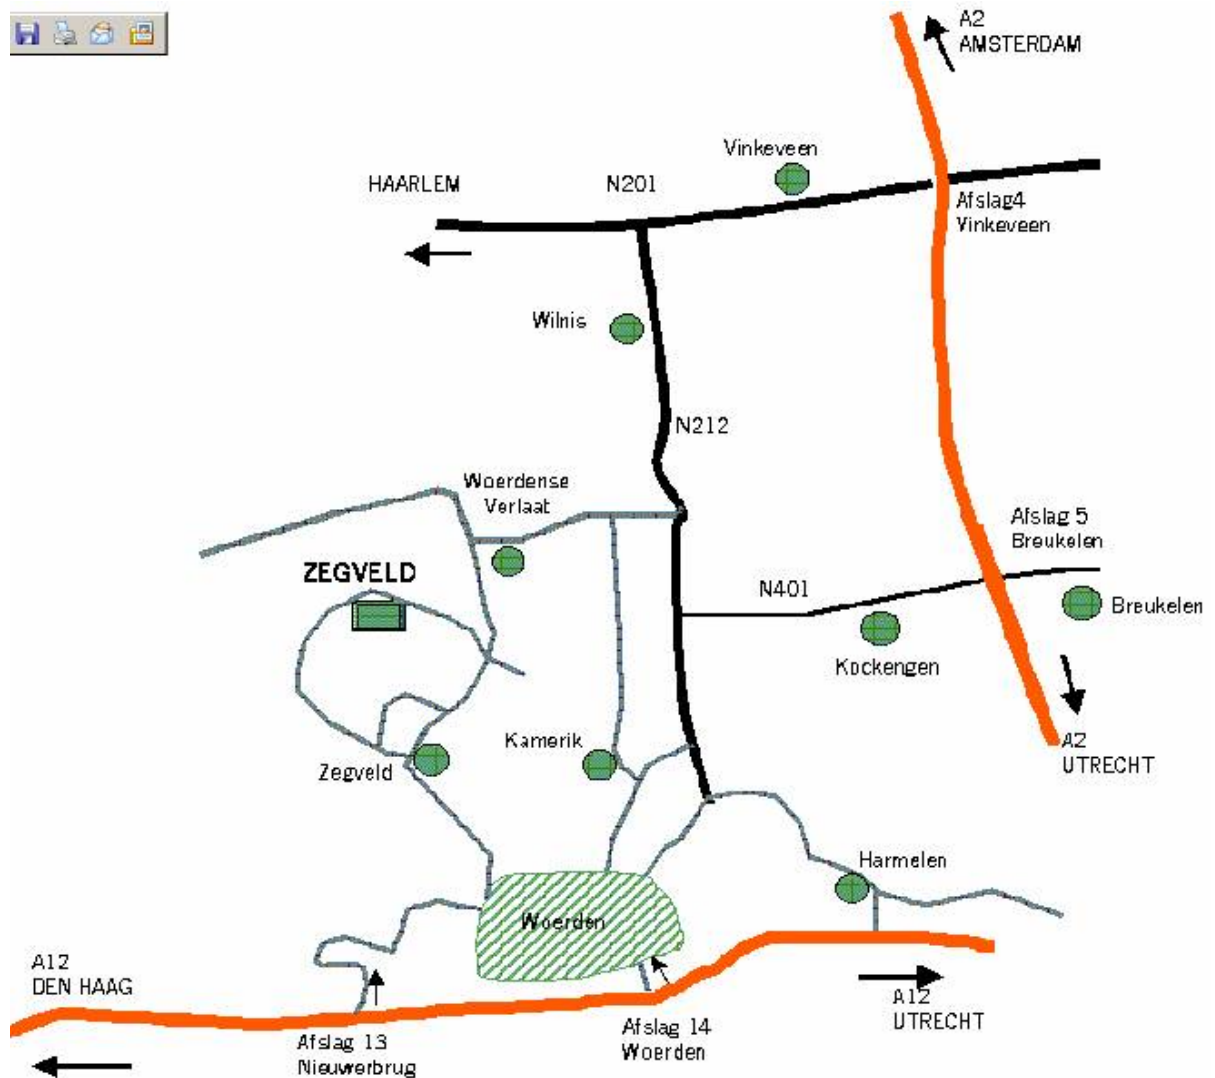 A2
AMSTERDAM
Vinkeveen
HAARLEM
N201
Afslag4
Vinkeveen
Wilnis
N212
Woerdense
Verlaat
Afslag 5
Breukelen
ZEGVELD
N401
Breukelen
Kockengen
Kamerik
Zegveld
A2
UTRECHT
Harmelen
Woerden
A12
DEN HAAG
A12
UTRECHT
Afslag 14
Woerden
Afslag 13
Nieuwerbrug